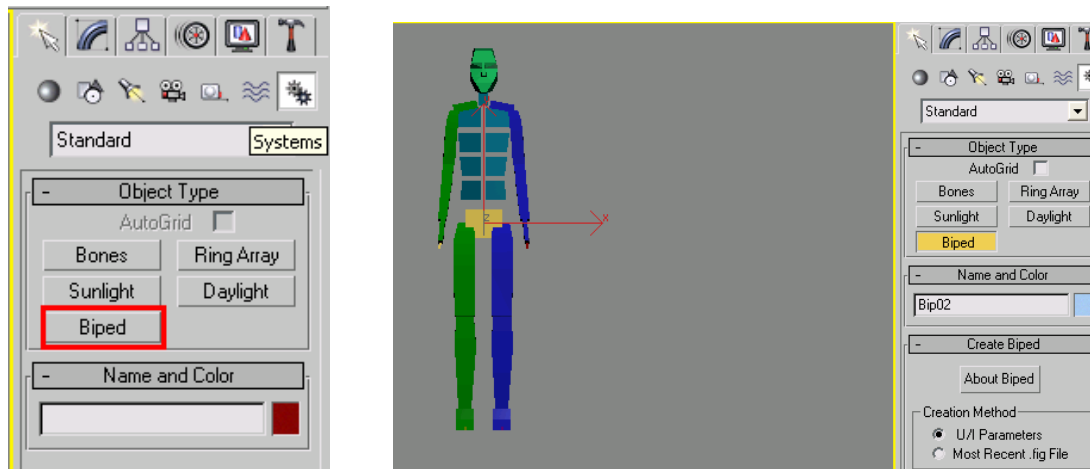 Standard
Systems
- Object Type
AutoGrid
Bones Ring Array
Sunlight Daylight
Biped
- Name and Color
z
x
Standard
- Object Type
AutoGrid
Bones Ring Array
Sunlight Daylight
Biped
- Name and Color
Bip02
- Create Biped
About Biped
Creation Method
U/I Parameters
Most Recent .fig File